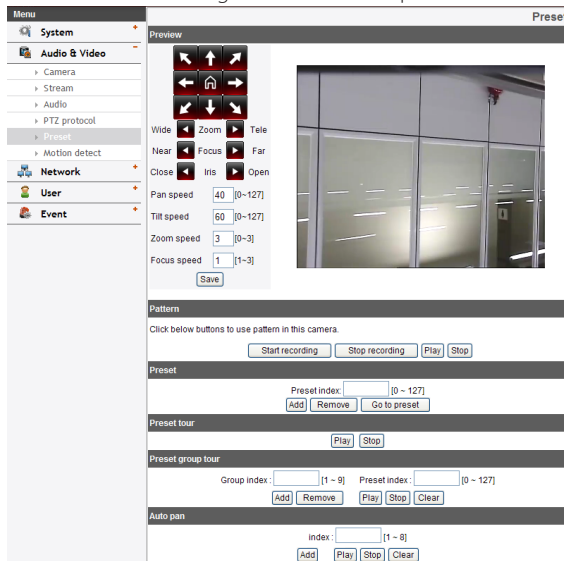 Menu
Preset
System
Audio & Video
Camera
Stream
Audio
PTZ protocol
Preset
Motion detect
Network
User
Event
Preview
Wide Zoom Tele
Near Focus Far
Close Iris Open
Pan speed 40 [0~127]
Tilt speed 60 [0~127]
Zoom speed 3 [0~3]
Focus speed 1 [1~3]
Save
Pattern
Click below buttons to use pattern in this camera.
Start recording Stop recording Play Stop
Preset
Preset index: [0 ~ 127]
Add Remove Go to preset
Preset tour
Play Stop
Preset group tour
Group index : [1 ~ 9] Preset index : [0 ~ 127]
Add Remove Play Stop Clear
Auto pan
index : [1 ~ 8]
Add Play Stop Clear